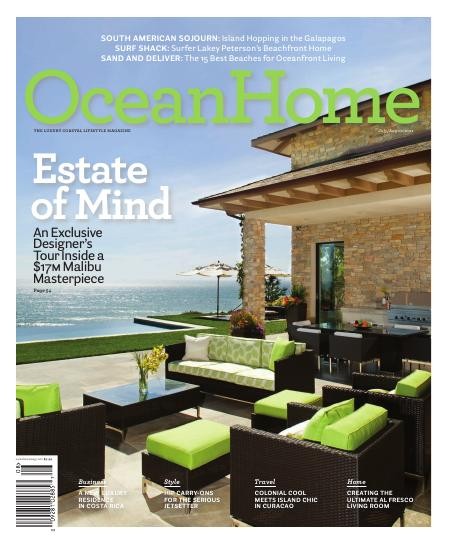 SOUTH AMERICAN SOJOURN: Island Hopping in the Galapagos
SURF SHACK: Surfer Lakey Peterson's Beachfront Home
SAND AND DELIVER: The 15 Best Beaches for Oceanfront Living
OceanHome
THE LUXURY COASTAL LIFESTYLE MAGAZINE
Estate
of Mind
An Exclusive
Designer's
Tour Inside a
$17M Malibu
Masterpiece
Page 54
Business
A NEW LUXURY
RESIDENCE
IN COSTA RICA
Style
HIP CARRY-ONS
FOR THE SERIOUS
JETSETTER
Travel
COLONIAL COOL
MEETS ISLAND CHIC
IN CURACAO
Home
CREATING THE
ULTIMATE AL FRESCO
LIVING ROOM